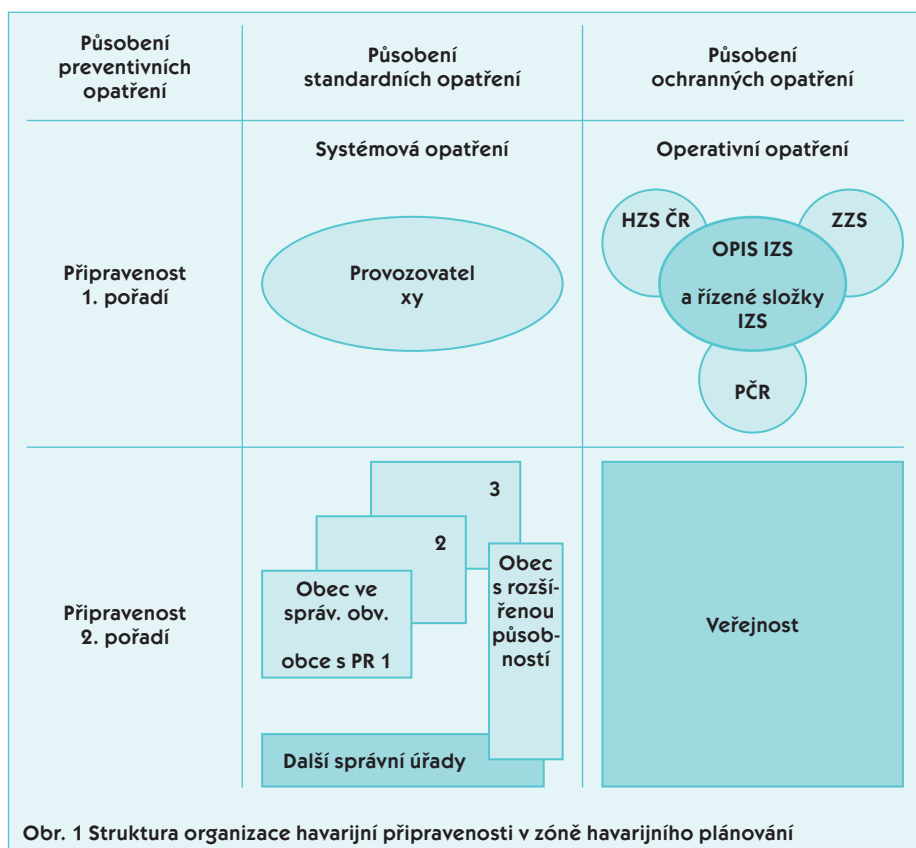 Působení
preventivních
opatření
Působení
standardních opatření
Působení
ochranných opatření
Připravenost
1. pořadí
Systémová opatření
Provozovatel
xy
Operativní opatření
HZS ČR
ZZS
OPIS IZS
a řízené složky
IZS
PČR
Připravenost
2. pořadí
3
2
Obec ve
správ. obv.
obce s PR 1
Obec
s rozší-
řenou
působ-
ností
Další správní úřady
Veřejnost
Obr. 1 Struktura organizace havarijní připravenosti v zóně havarijního plánování